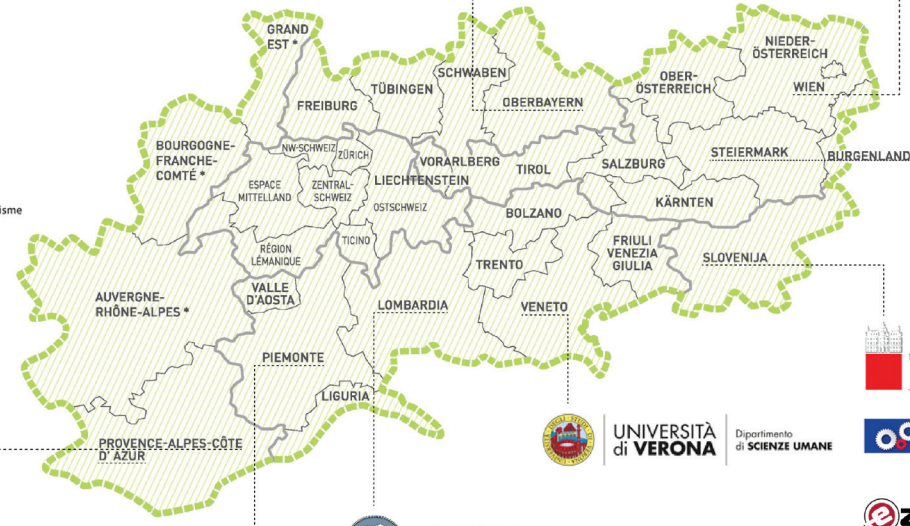 GRAND
EST *
NIEDER-
ÖSTERREICH
SCHWABEN
OBER-
ÖSTERREICH
TÜBINGEN
WIEN
FREIBURG
OBERBAYERN
BOURGOGNE-
FRANCHE-
COMTÉ *
NW-SCHWEIZ
ZÜRICH
VORARLBERG
TIROL
SALZBURG
STEIERMARK
BURGENLAND
ESPACE
MITTELLAND
ZENTRAL-
SCHWEIZ
LIECHTENSTEIN
OSTSCHWEIZ
KÄRNTEN
isme
BOLZANO
TICINO
RÉGION
LÉMANIQUE
FRIULI
VENEZIA
GIULIA
SLOVENIJA
TRENTO
VALLE
D'AOSTA
AUVERGNE-
RHÔNE-ALPES *
LOMBARDIA
VENETO
PIEMONTE
LIGURIA
PROVENCE-ALPES-CÔTE
D' AZUR
UNIVERSITÀ
di VERONA
Dipartimento
di SCIENZE UMANE